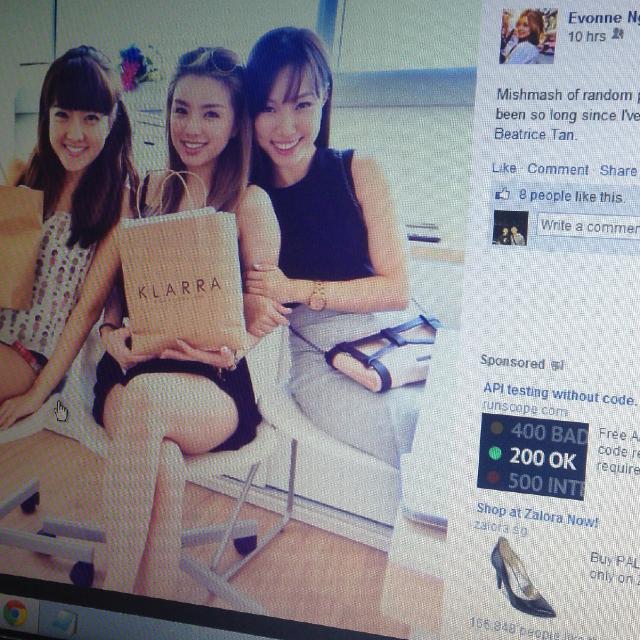 Evonne
10 hrs
Mishmash of random
been so long since I've
Beatrice Tan.
Like · Comment · Share
8 people like this.
Write a commen
KLARRA
Sponsored
API testing without code.
runscope.com
400 BAD
200 OK
500 INT
Free A
code re
require
Shop at Zalora Now!
zalora.sg
Buy PAL
only on
people